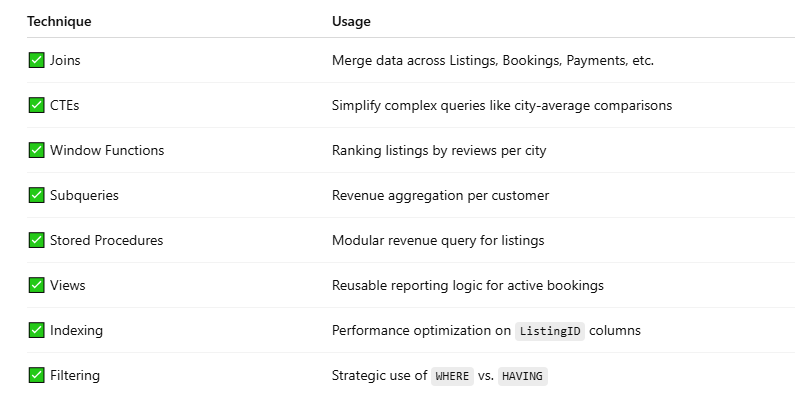 Technique Usage
✅ Joins Merge data across Listings, Bookings, Payments, etc.
✅ CTEs Simplify complex queries like city-average comparisons
✅ Window Functions Ranking listings by reviews per city
✅ Subqueries Revenue aggregation per customer
✅ Stored Procedures Modular revenue query for listings
✅ Views Reusable reporting logic for active bookings
✅ Indexing Performance optimization on ListingID columns
✅ Filtering Strategic use of WHERE vs. HAVING